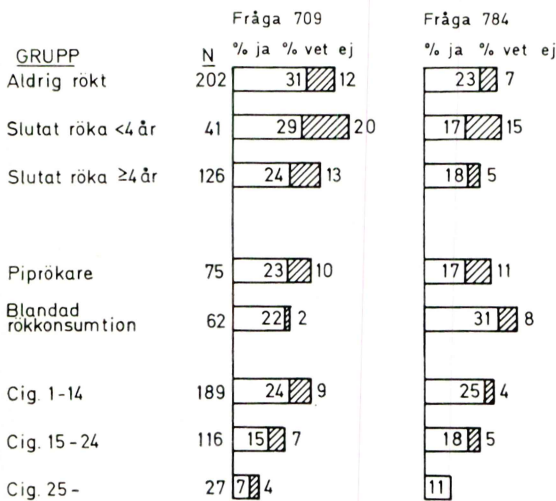 Fråga 709 Fråga 784
GRUPP N % ja % vet ej % ja % vet ej
Aldrig rökt 202 31 12 23 7
Slutat röka <4 år 41 29 20 17 15
Slutat röka ≥4 år 126 24 13 18 5
Piprökare 75 23 10 17 11
Blandad
rökkonsumtion 62 22 2 31 8
Cig. 1-14 189 24 9 25 4
Cig. 15-24 116 15 7 18 5
Cig. 25- 27 7 4 11